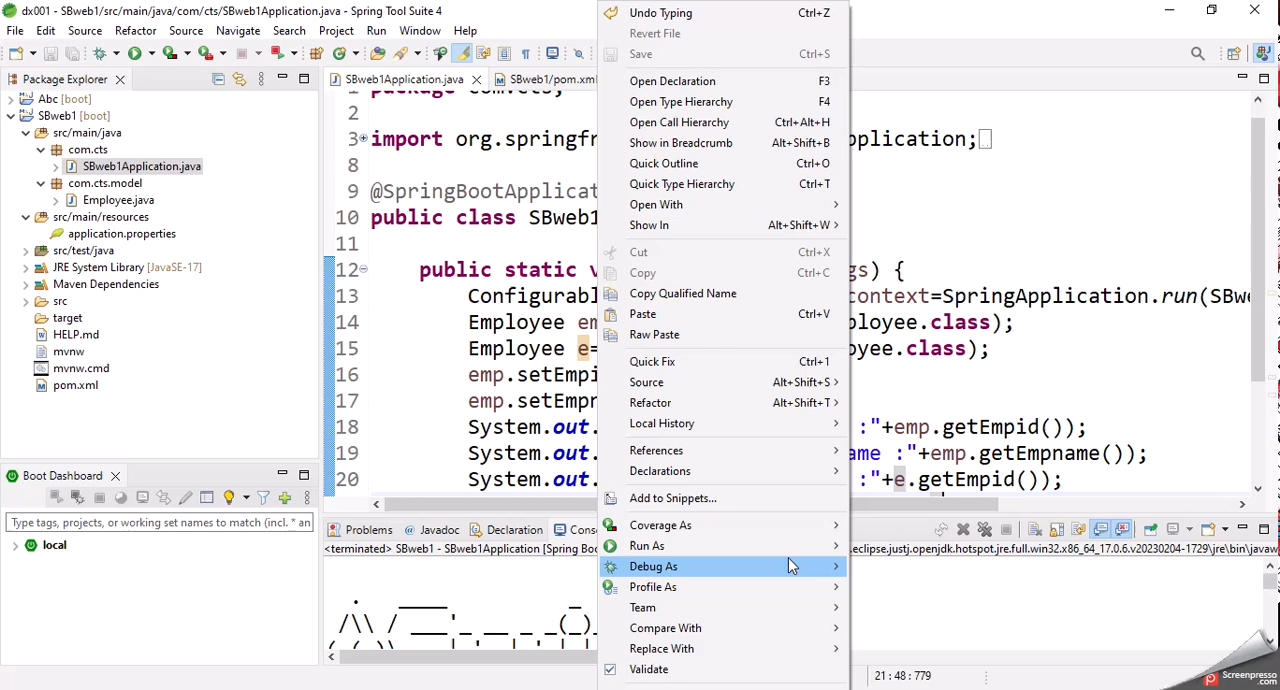 dx001 - SBweb1/src/main/java/com/cts/SBweb1Application.java - Spring Tool Suite 4
File Edit Source Refactor Source Navigate Search Project Run Window Help
Package Explorer
Abc [boot]
SBweb1 [boot]
src/main/java
com.cts
SBweb1Application.java
com.cts.model
Employee.java
src/main/resources
application.properties
src/test/java
JRE System Library [JavaSE-17]
Maven Dependencies
src
target
HELP.md
mvnw
mvnw.cmd
pom.xml
Boot Dashboard
Type tags, projects, or working set names to match (incl. * an
local
SBweb1Application.java SBweb1/pom.xml
1 package com.cts;
2
3 import org.springfr pplication;
8
9 @SpringBootApplicat
10 public class SBweb1
11
12 public static v gs) {
13 Configurabl context=SpringApplication.run(SBwe
14 Employee em ployee.class);
15 Employee e= yee.class);
16 emp.setEmpi
17 emp.setEmpn
18 System.out. :"+emp.getEmpid());
19 System.out. ame :"+emp.getEmpname());
20 System.out. :"+e.getEmpid());
Undo Typing Ctrl+Z
Revert File
Save Ctrl+S
Open Declaration F3
Open Type Hierarchy F4
Open Call Hierarchy Ctrl+Alt+H
Show in Breadcrumb Alt+Shift+B
Quick Outline Ctrl+O
Quick Type Hierarchy Ctrl+T
Open With
Show In Alt+Shift+W
Cut Ctrl+X
Copy Ctrl+C
Copy Qualified Name
Paste Ctrl+V
Raw Paste
Quick Fix Ctrl+1
Source Alt+Shift+S
Refactor Alt+Shift+T
Local History
References
Declarations
Add to Snippets...
Coverage As
Run As
Debug As
Profile As
Team
Compare With
Replace With
Validate
Problems Javadoc Declaration Cons
<terminated> SBweb1 - SBweb1Application [Spring Boo .eclipse.justj.openjdk.hotspot.jre.full.win32.x86_64_17.0.6.v20230204-1729\jre\bin\javaw
21 : 48 : 779
Screenpresso
.com